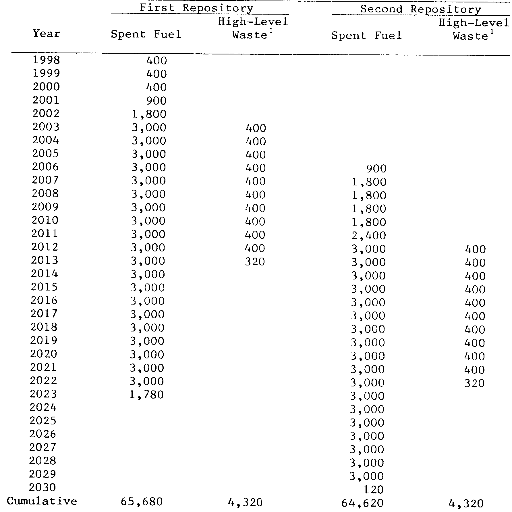 First Repository Second Repository
High-Level High-Level
Year Spent Fuel Waste¹ Spent Fuel Waste¹
1998 400
1999 400
2000 400
2001 900
2002 1,800
2003 3,000 400
2004 3,000 400
2005 3,000 400
2006 3,000 400 900
2007 3,000 400 1,800
2008 3,000 400 1,800
2009 3,000 400 1,800
2010 3,000 400 1,800
2011 3,000 400 2,400
2012 3,000 400 3,000 400
2013 3,000 320 3,000 400
2014 3,000 3,000 400
2015 3,000 3,000 400
2016 3,000 3,000 400
2017 3,000 3,000 400
2018 3,000 3,000 400
2019 3,000 3,000 400
2020 3,000 3,000 400
2021 3,000 3,000 400
2022 3,000 3,000 320
2023 1,780 3,000
2024 3,000
2025 3,000
2026 3,000
2027 3,000
2028 3,000
2029 3,000
2030 120
Cumulative 65,680 4,320 64,620 4,320